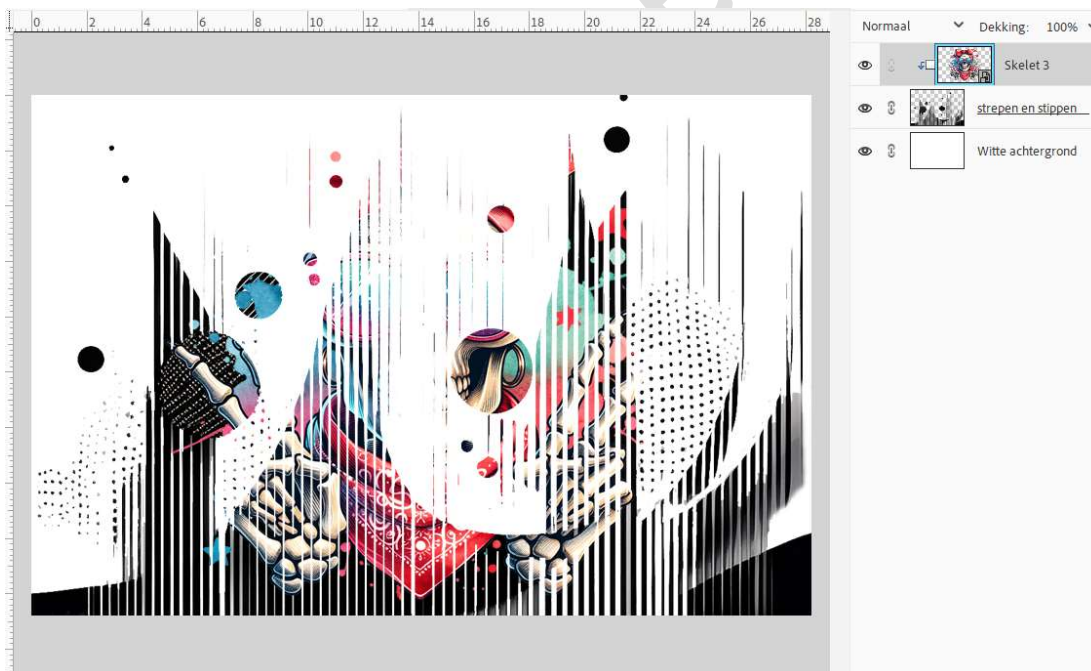 0 2 4 6 8 10 12 14 16 18 20 22 24 26 28
Normaal Dekking: 100%
Skelet 3
strepen en stippen
Witte achtergrond